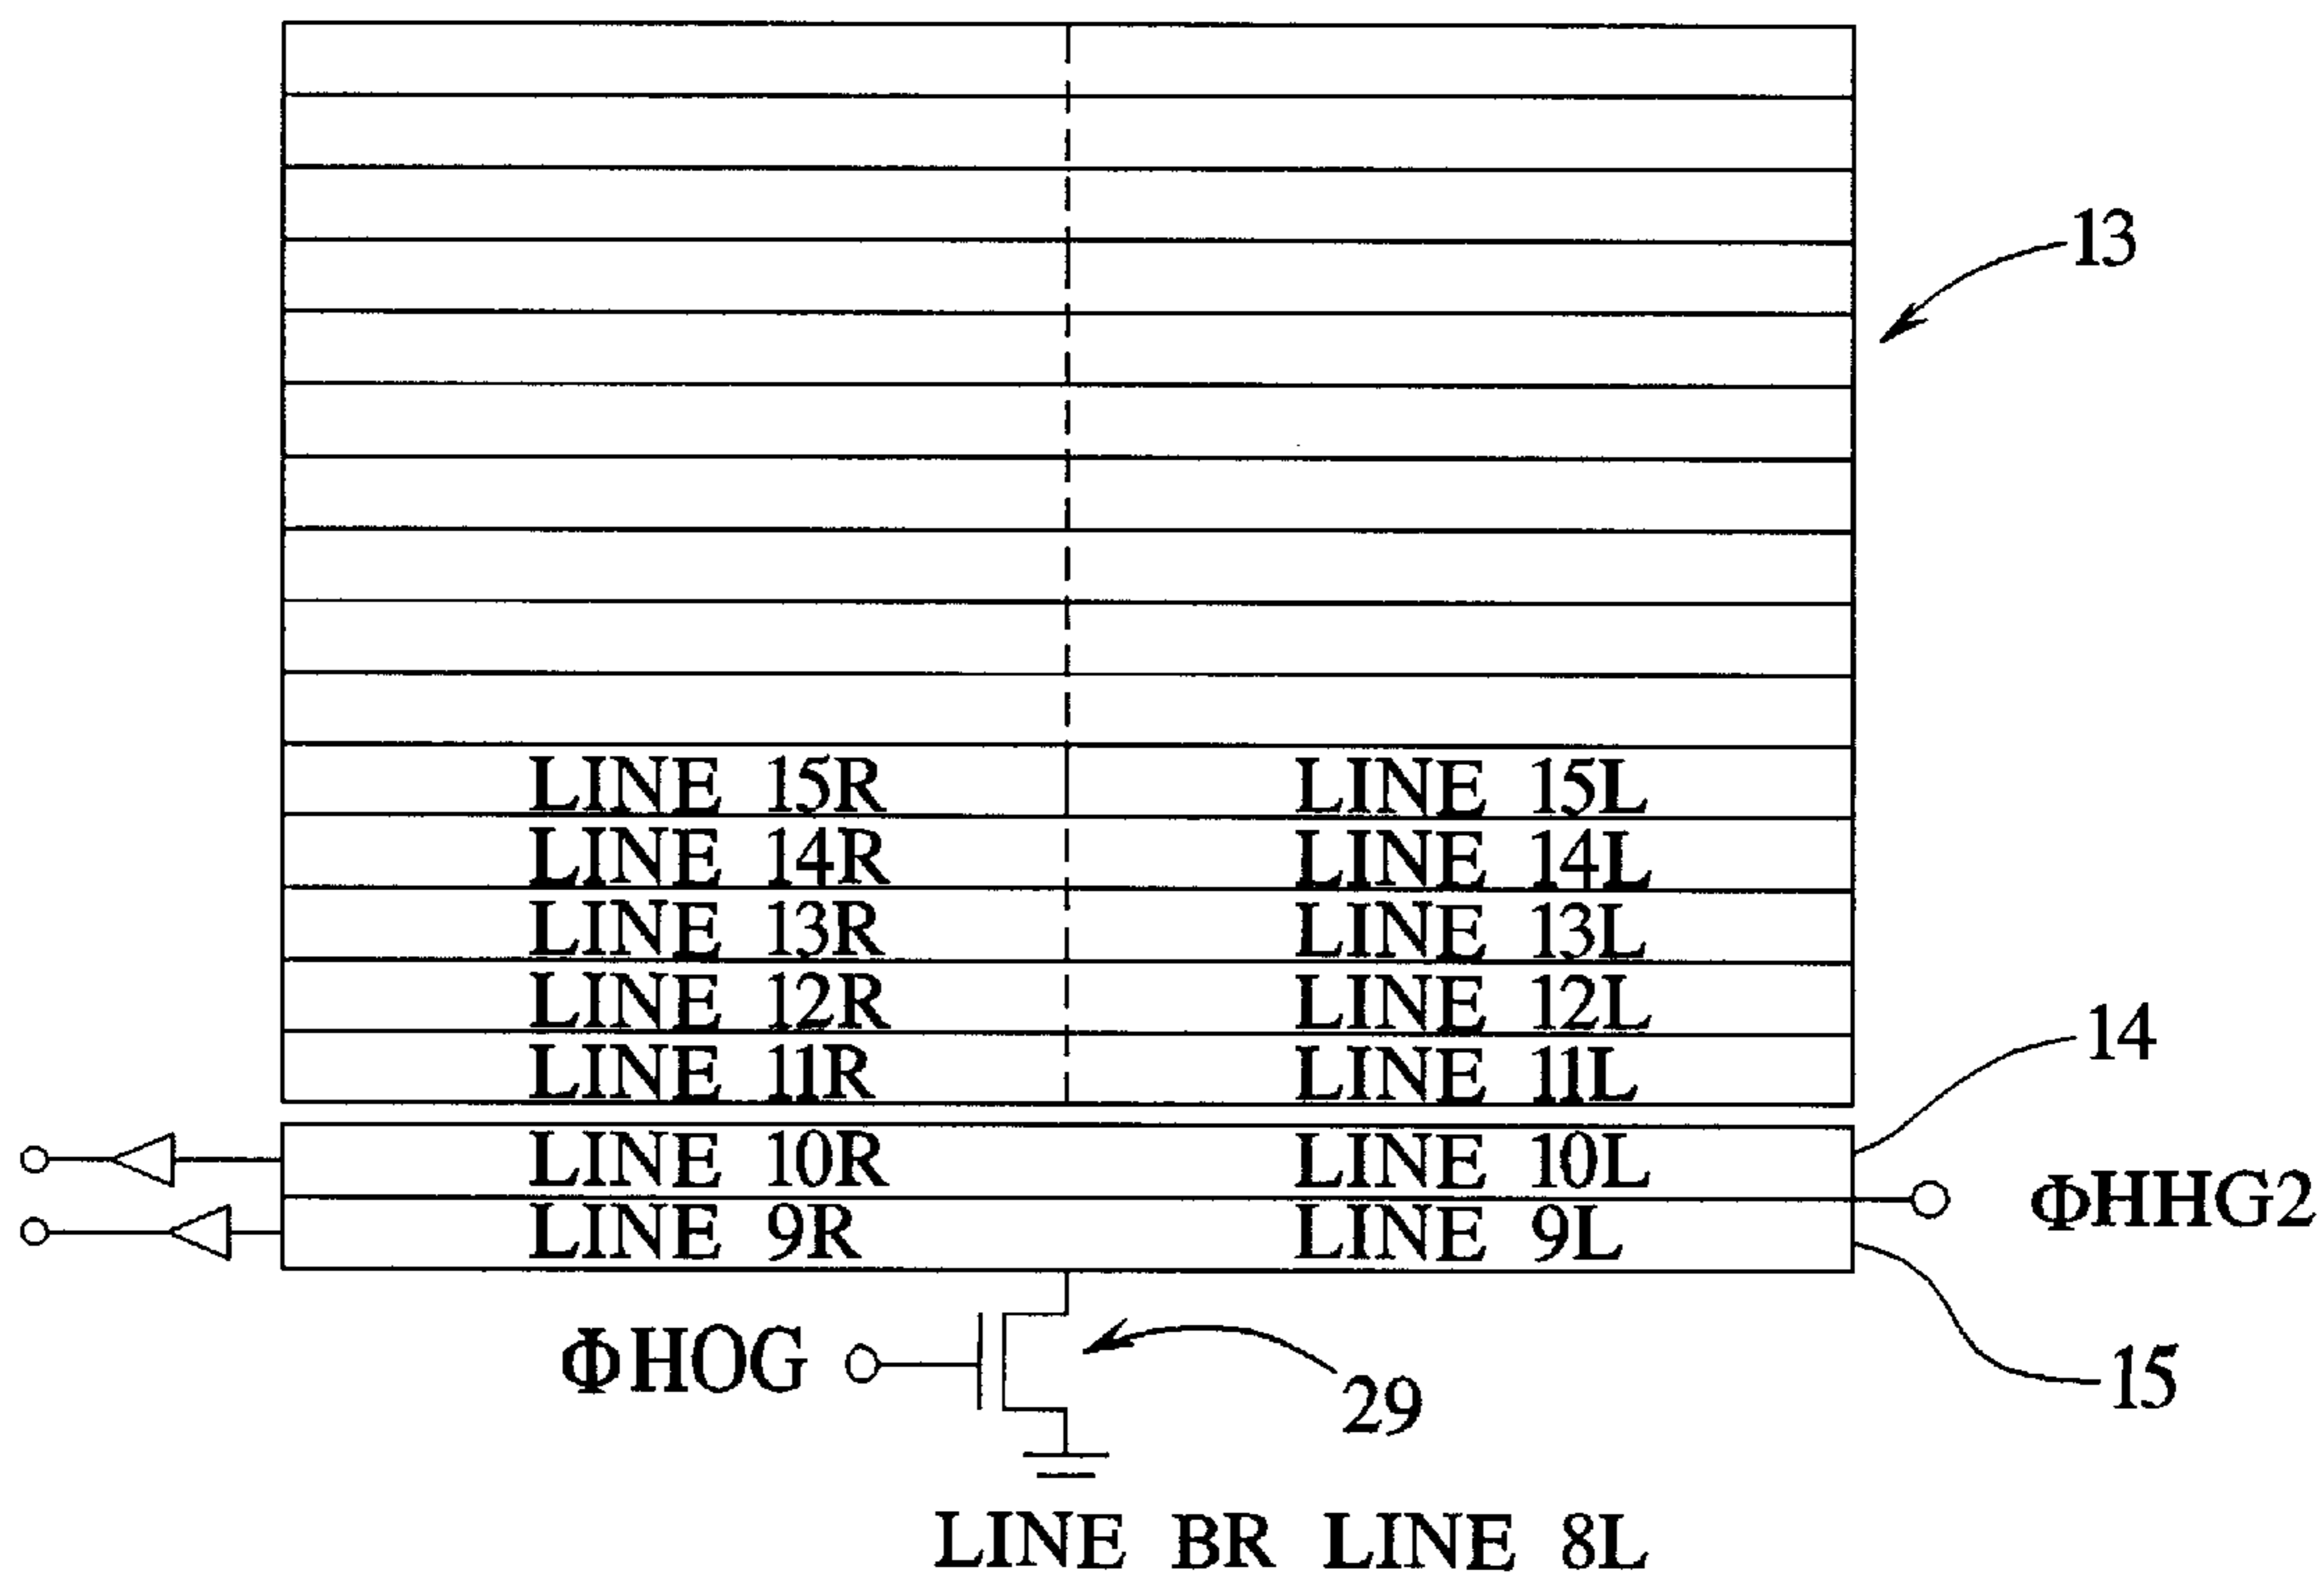 13
LINE 15R LINE 15L
LINE 14R LINE 14L
LINE 13R LINE 13L
LINE 12R LINE 12L
LINE 11R LINE 11L
14
LINE 10R LINE 10L
ΦHHG2
LINE 9R LINE 9L
ΦHOG
15
29
LINE BR LINE 8L